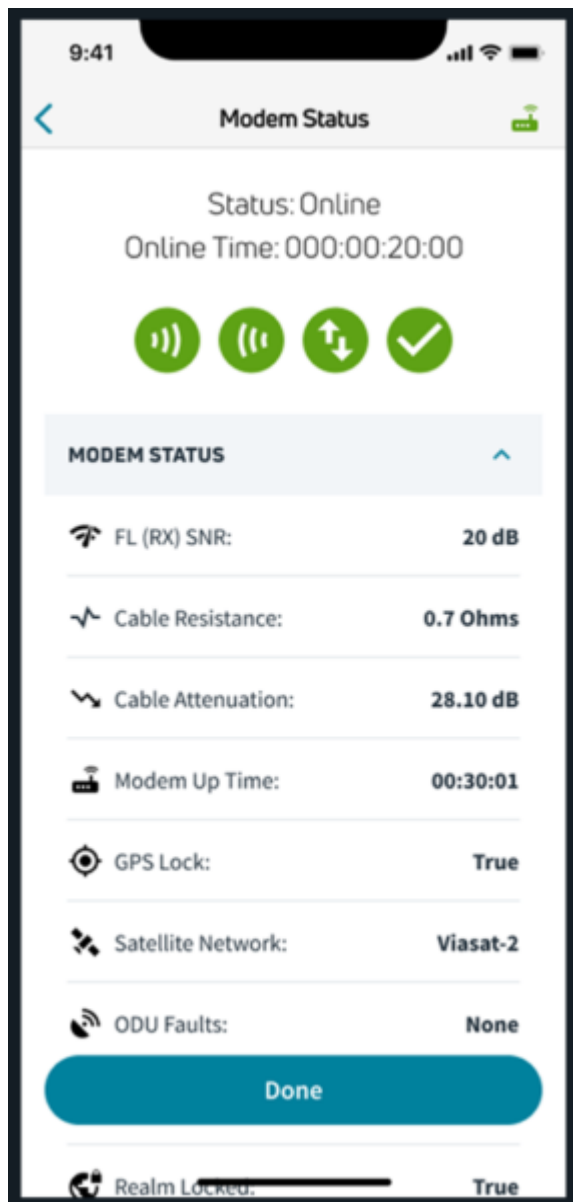 9:41
Modem Status
Status: Online
Online Time: 000:00:20:00
MODEM STATUS
FL (RX) SNR: 20 dB
Cable Resistance: 0.7 Ohms
Cable Attenuation: 28.10 dB
Modem Up Time: 00:30:01
GPS Lock: True
Satellite Network: Viasat-2
ODU Faults: None
Done
Realm Locked: True